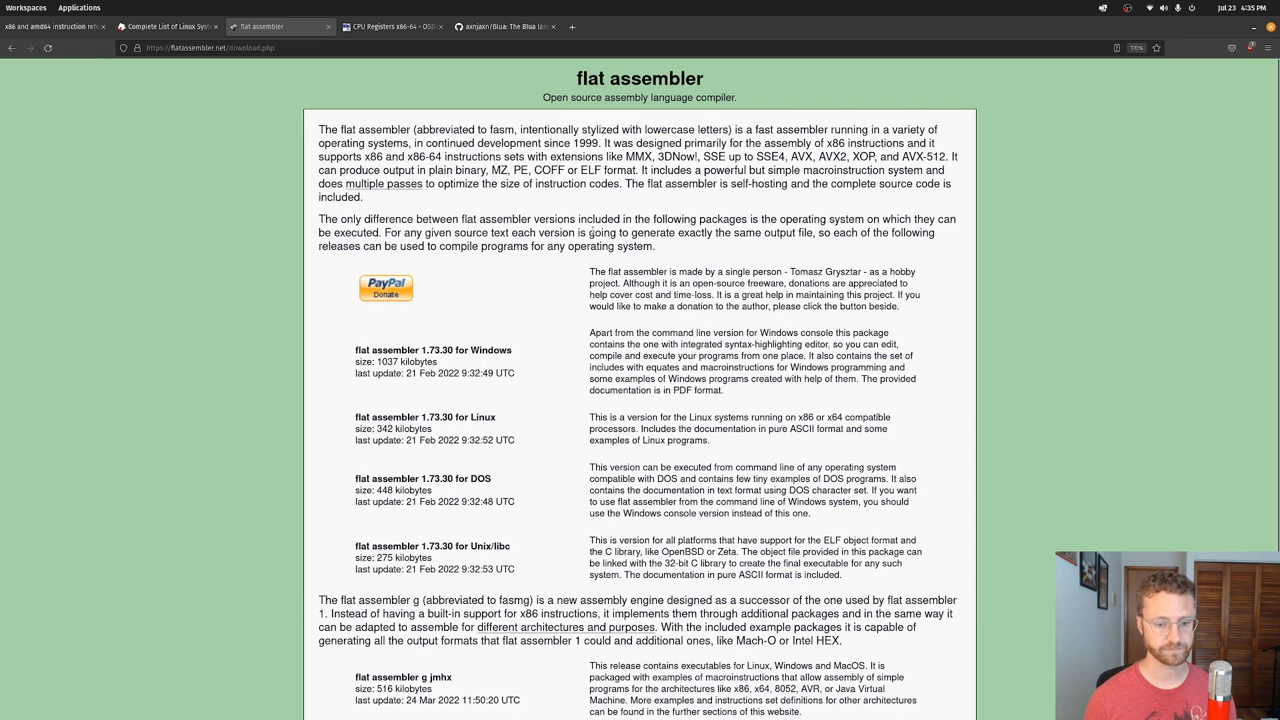 Workspaces Applications
Jul 23 4:35 PM
x86 and amd64 instruction refe
Complete List of Linux Syst
flat assembler
CPU Registers x86-64 - OSD
axnjaxn/Blua: The Blua lan
https://flatassembler.net/download.php
170%
flat assembler
Open source assembly language compiler.
The flat assembler (abbreviated to fasm, intentionally stylized with lowercase letters) is a fast assembler running in a variety of
operating systems, in continued development since 1999. It was designed primarily for the assembly of x86 instructions and it
supports x86 and x86-64 instructions sets with extensions like MMX, 3DNow!, SSE up to SSE4, AVX, AVX2, XOP, and AVX-512. It
can produce output in plain binary, MZ, PE, COFF or ELF format. It includes a powerful but simple macroinstruction system and
does multiple passes to optimize the size of instruction codes. The flat assembler is self-hosting and the complete source code is
included.
The only difference between flat assembler versions included in the following packages is the operating system on which they can
be executed. For any given source text each version is going to generate exactly the same output file, so each of the following
releases can be used to compile programs for any operating system.
PayPal
Donate
The flat assembler is made by a single person - Tomasz Grysztar - as a hobby
project. Although it is an open-source freeware, donations are appreciated to
help cover cost and time-loss. It is a great help in maintaining this project. If you
would like to make a donation to the author, please click the button beside.
flat assembler 1.73.30 for Windows
size: 1037 kilobytes
last update: 21 Feb 2022 9:32:49 UTC
Apart from the command line version for Windows console this package
contains the one with integrated syntax-highlighting editor, so you can edit,
compile and execute your programs from one place. It also contains the set of
includes with equates and macroinstructions for Windows programming and
some examples of Windows programs created with help of them. The provided
documentation is in PDF format.
flat assembler 1.73.30 for Linux
size: 342 kilobytes
last update: 21 Feb 2022 9:32:52 UTC
This is a version for the Linux systems running on x86 or x64 compatible
processors. Includes the documentation in pure ASCII format and some
examples of Linux programs.
flat assembler 1.73.30 for DOS
size: 448 kilobytes
last update: 21 Feb 2022 9:32:48 UTC
This version can be executed from command line of any operating system
compatible with DOS and contains few tiny examples of DOS programs. It also
contains the documentation in text format using DOS character set. If you want
to use flat assembler from the command line of Windows system, you should
use the Windows console version instead of this one.
flat assembler 1.73.30 for Unix/libc
size: 275 kilobytes
last update: 21 Feb 2022 9:32:53 UTC
This is version for all platforms that have support for the ELF object format and
the C library, like OpenBSD or Zeta. The object file provided in this package can
be linked with the 32-bit C library to create the final executable for any such
system. The documentation in pure ASCII format is included.
The flat assembler g (abbreviated to fasmg) is a new assembly engine designed as a successor of the one used by flat assembler
1. Instead of having a built-in support for x86 instructions, it implements them through additional packages and in the same way it
can be adapted to assemble for different architectures and purposes. With the included example packages it is capable of
generating all the output formats that flat assembler 1 could and additional ones, like Mach-O or Intel HEX.
flat assembler g jmhx
size: 516 kilobytes
last update: 24 Mar 2022 11:50:20 UTC
This release contains executables for Linux, Windows and MacOS. It is
packaged with examples of macroinstructions that allow assembly of simple
programs for the architectures like x86, x64, 8052, AVR, or Java Virtual
Machine. More examples and instructions set definitions for other architectures
can be found in the further sections of this website.